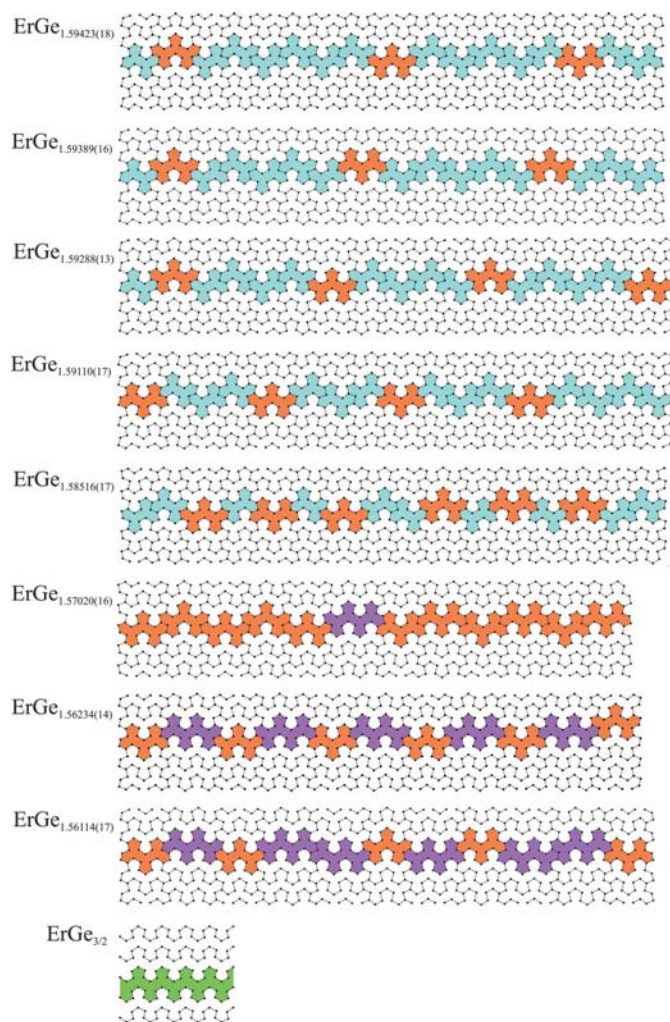 ErGe1.59423(18)
ErGe1.59389(16)
ErGe1.59288(13)
ErGe1.59110(17)
ErGe1.58516(17)
ErGe1.57020(16)
ErGe1.56234(14)
ErGe1.56114(17)
ErGe3/2